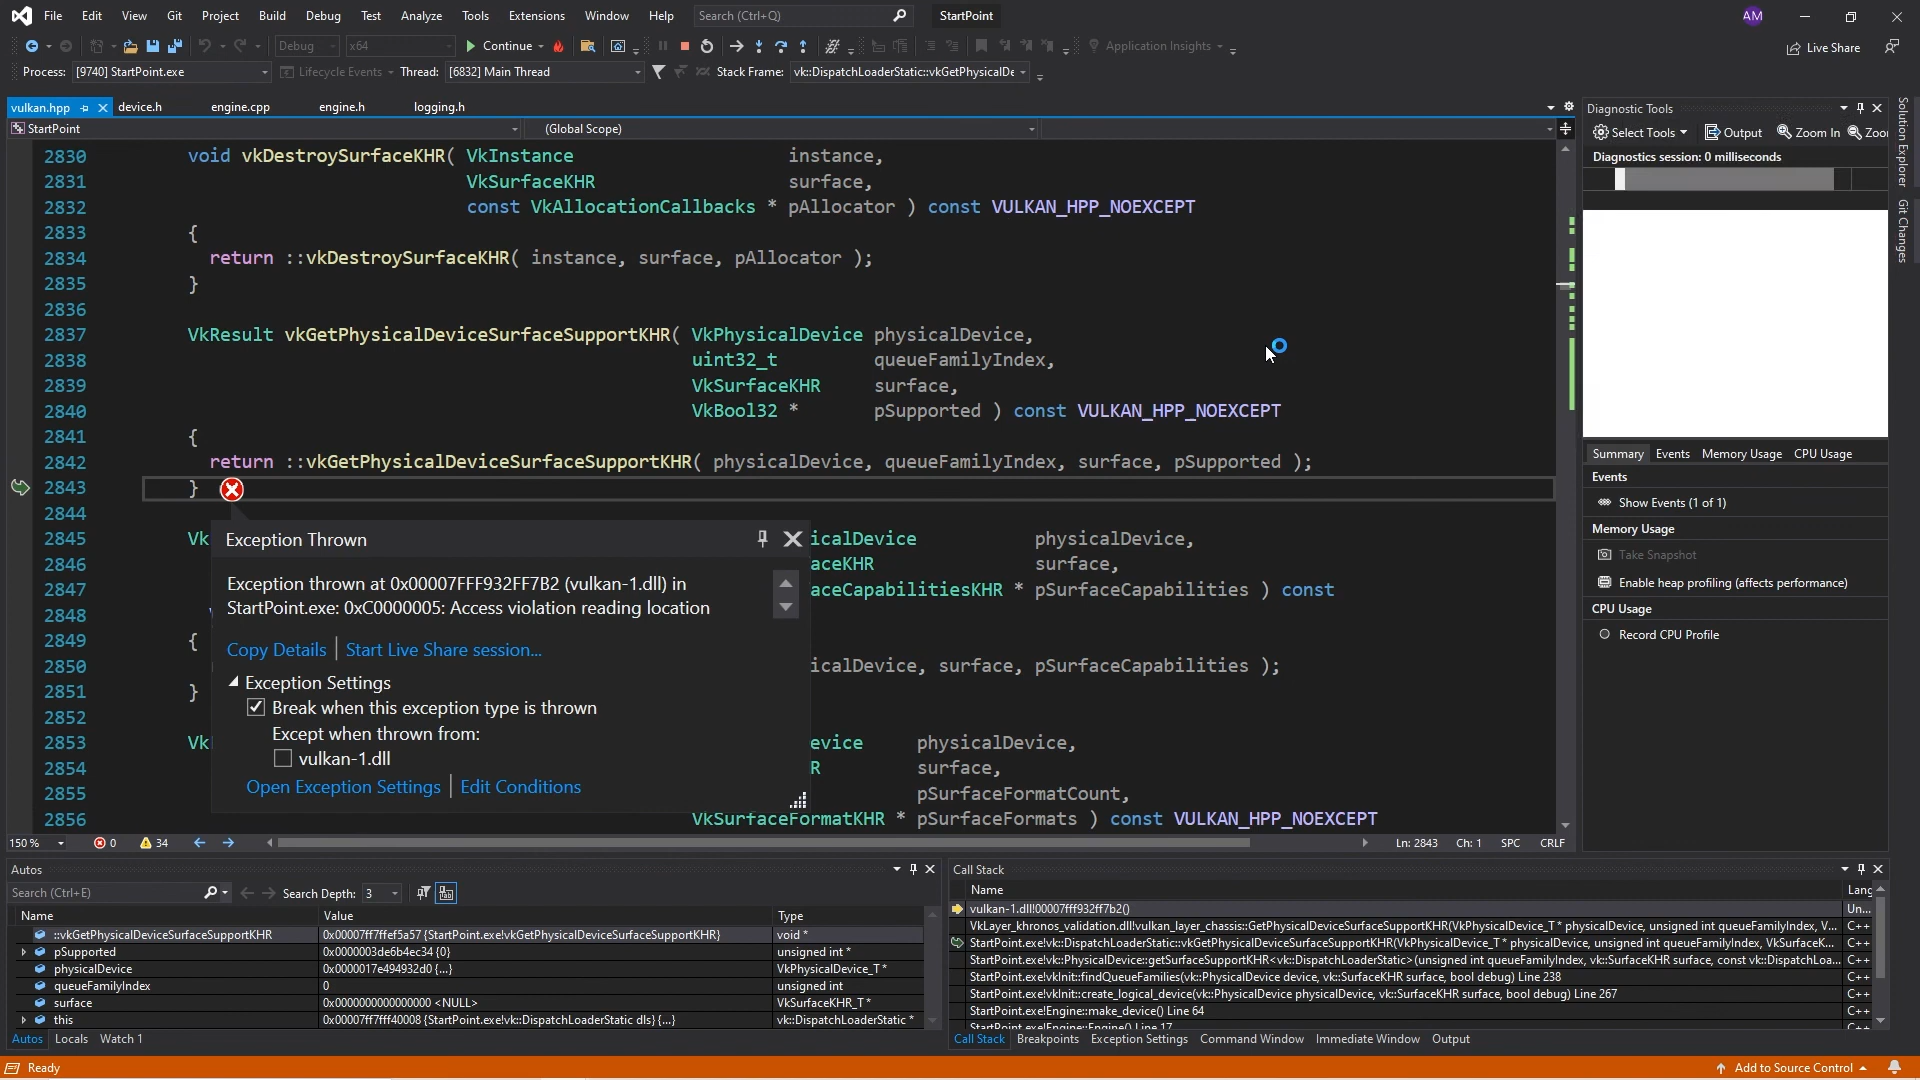 File Edit View Git Project Build Debug Test Analyze Tools Extensions Window Help Search (Ctrl+Q) StartPoint AM
Debug x64 Continue Application Insights Live Share
Process: [9740] StartPoint.exe Lifecycle Events Thread: [6832] Main Thread Stack Frame: vk::DispatchLoaderStatic::vkGetPhysicalDe
vulkan.hpp device.h engine.cpp engine.h logging.h
StartPoint (Global Scope)
2830 void vkDestroySurfaceKHR( VkInstance instance,
2831 VkSurfaceKHR surface,
2832 const VkAllocationCallbacks * pAllocator ) const VULKAN_HPP_NOEXCEPT
2833 {
2834 return ::vkDestroySurfaceKHR( instance, surface, pAllocator );
2835 }
2836
2837 VkResult vkGetPhysicalDeviceSurfaceSupportKHR( VkPhysicalDevice physicalDevice,
2838 uint32_t queueFamilyIndex,
2839 VkSurfaceKHR surface,
2840 VkBool32 * pSupported ) const VULKAN_HPP_NOEXCEPT
2841 {
2842 return ::vkGetPhysicalDeviceSurfaceSupportKHR( physicalDevice, queueFamilyIndex, surface, pSupported );
2843 }
2844
2845 Vk icalDevice physicalDevice,
2846 aceKHR surface,
2847 aceCapabilitiesKHR * pSurfaceCapabilities ) const
2848
2849 {
2850 icalDevice, surface, pSurfaceCapabilities );
2851 }
2852
2853 Vk evice physicalDevice,
2854 R surface,
2855 pSurfaceFormatCount,
2856 VkSurfaceFormatKHR * pSurfaceFormats ) const VULKAN_HPP_NOEXCEPT
Exception Thrown
Exception thrown at 0x00007FFF932FF7B2 (vulkan-1.dll) in
StartPoint.exe: 0xC0000005: Access violation reading location
Copy Details | Start Live Share session...
Exception Settings
Break when this exception type is thrown
Except when thrown from:
vulkan-1.dll
Open Exception Settings | Edit Conditions
150 % 0 34 Ln: 2843 Ch: 1 SPC CRLF
Diagnostic Tools
Select Tools Output Zoom In Zoo
Diagnostics session: 0 milliseconds
Summary Events Memory Usage CPU Usage
Events
Show Events (1 of 1)
Memory Usage
Take Snapshot
Enable heap profiling (affects performance)
CPU Usage
Record CPU Profile
Solution Explorer
Git Changes
Autos
Search (Ctrl+E) Search Depth: 3
Name Value Type
::vkGetPhysicalDeviceSurfaceSupportKHR 0x00007ff7ffef5a57 {StartPoint.exe!vkGetPhysicalDeviceSurfaceSupportKHR} void *
pSupported 0x0000003de6b4ec34 {0} unsigned int *
physicalDevice 0x0000017e494932d0 {...} VkPhysicalDevice_T *
queueFamilyIndex 0 unsigned int
surface 0x0000000000000000 <NULL> VkSurfaceKHR_T *
this 0x00007ff7fff40008 {StartPoint.exe!vk::DispatchLoaderStatic dls} {...} vk::DispatchLoaderStatic *
Autos Locals Watch 1
Call Stack
Name Lang
vulkan-1.dll!00007fff932ff7b2() Un...
VkLayer_khronos_validation.dll!vulkan_layer_chassis::GetPhysicalDeviceSurfaceSupportKHR(VkPhysicalDevice_T * physicalDevice, unsigned int queueFamilyIndex, V... C++
StartPoint.exe!vk::DispatchLoaderStatic::vkGetPhysicalDeviceSurfaceSupportKHR(VkPhysicalDevice_T * physicalDevice, unsigned int queueFamilyIndex, VkSurfaceK... C++
StartPoint.exe!vk::PhysicalDevice::getSurfaceSupportKHR<vk::DispatchLoaderStatic>(unsigned int queueFamilyIndex, vk::SurfaceKHR surface, const vk::DispatchLoa... C++
StartPoint.exe!vkInit::findQueueFamilies(vk::PhysicalDevice device, vk::SurfaceKHR surface, bool debug) Line 238 C++
StartPoint.exe!vkInit::create_logical_device(vk::PhysicalDevice physicalDevice, vk::SurfaceKHR surface, bool debug) Line 267 C++
StartPoint.exe!Engine::make_device() Line 64 C++
StartPoint.exe!Engine::Engine() Line 17 C++
Call Stack Breakpoints Exception Settings Command Window Immediate Window Output
Ready Add to Source Control